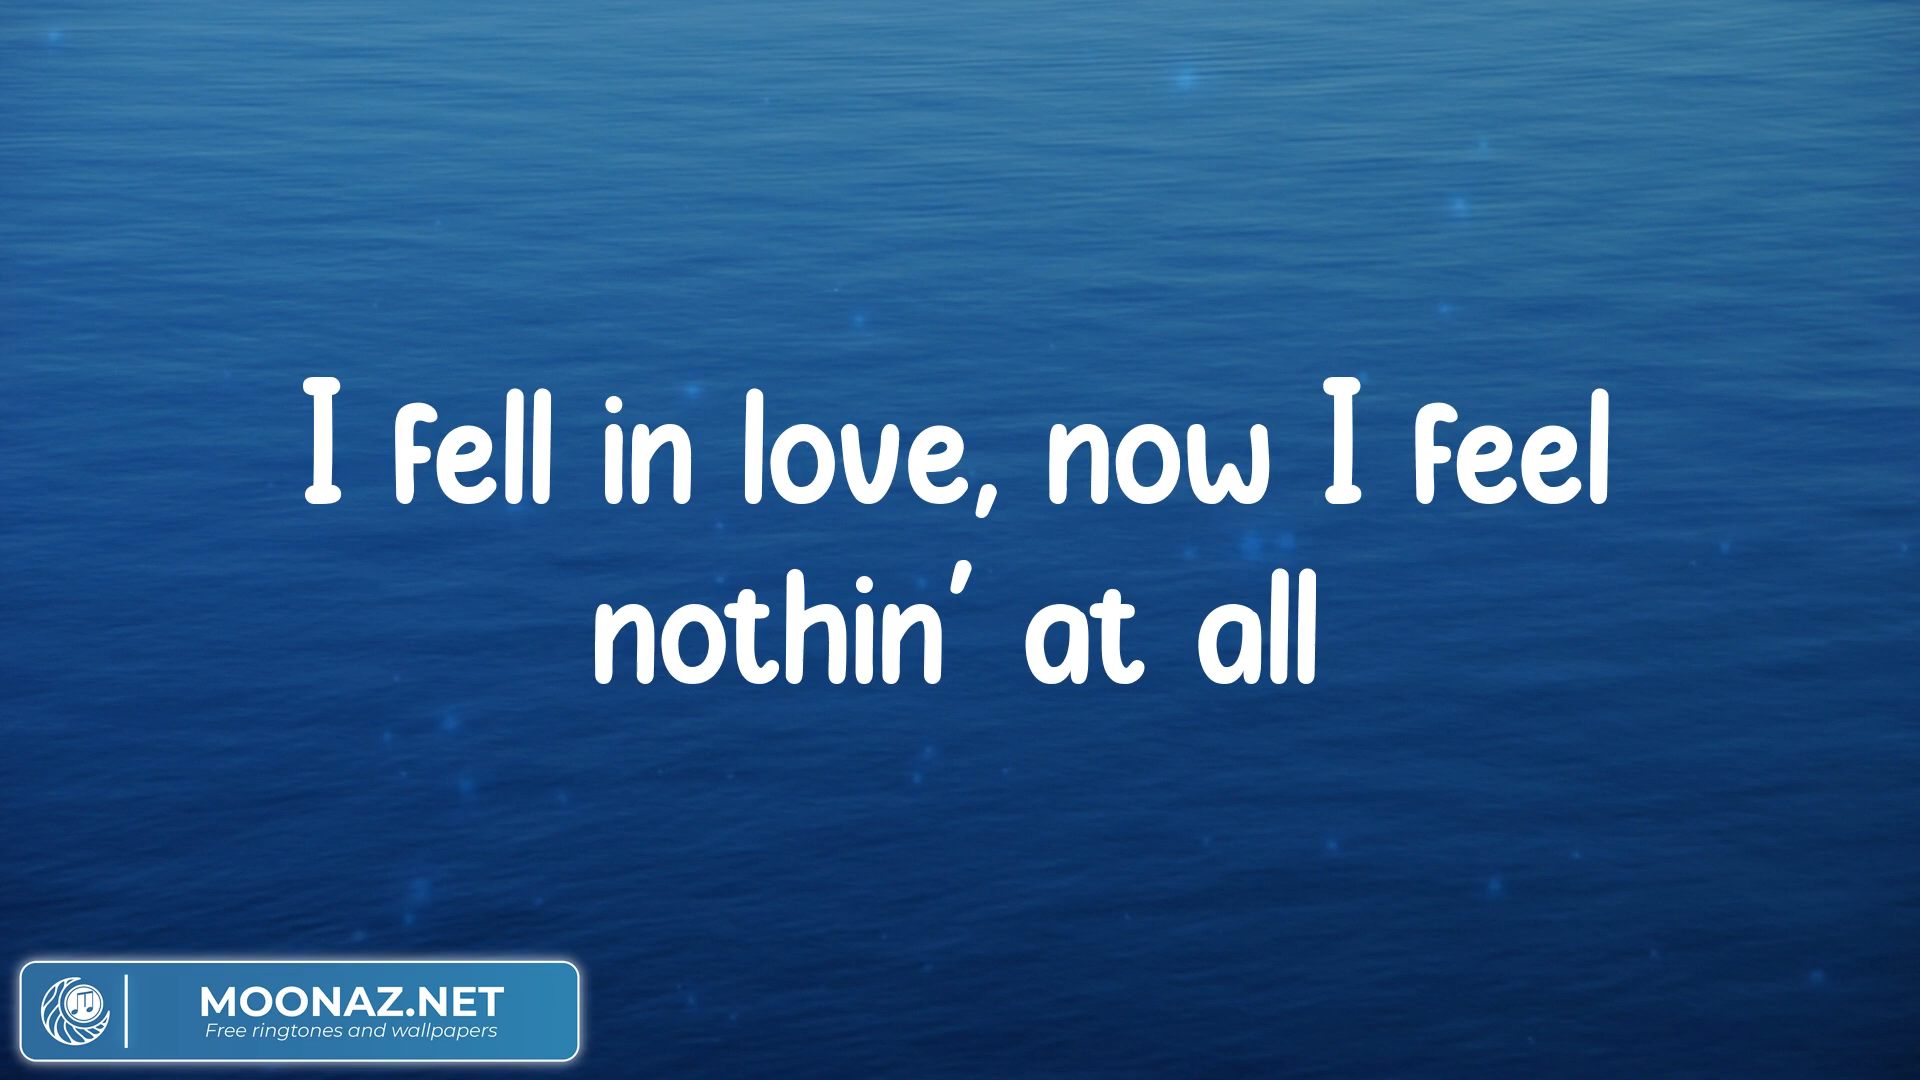 I fell in love, now I feel
nothin' at all
MOONAZ.NET
Free ringtones and wallpapers